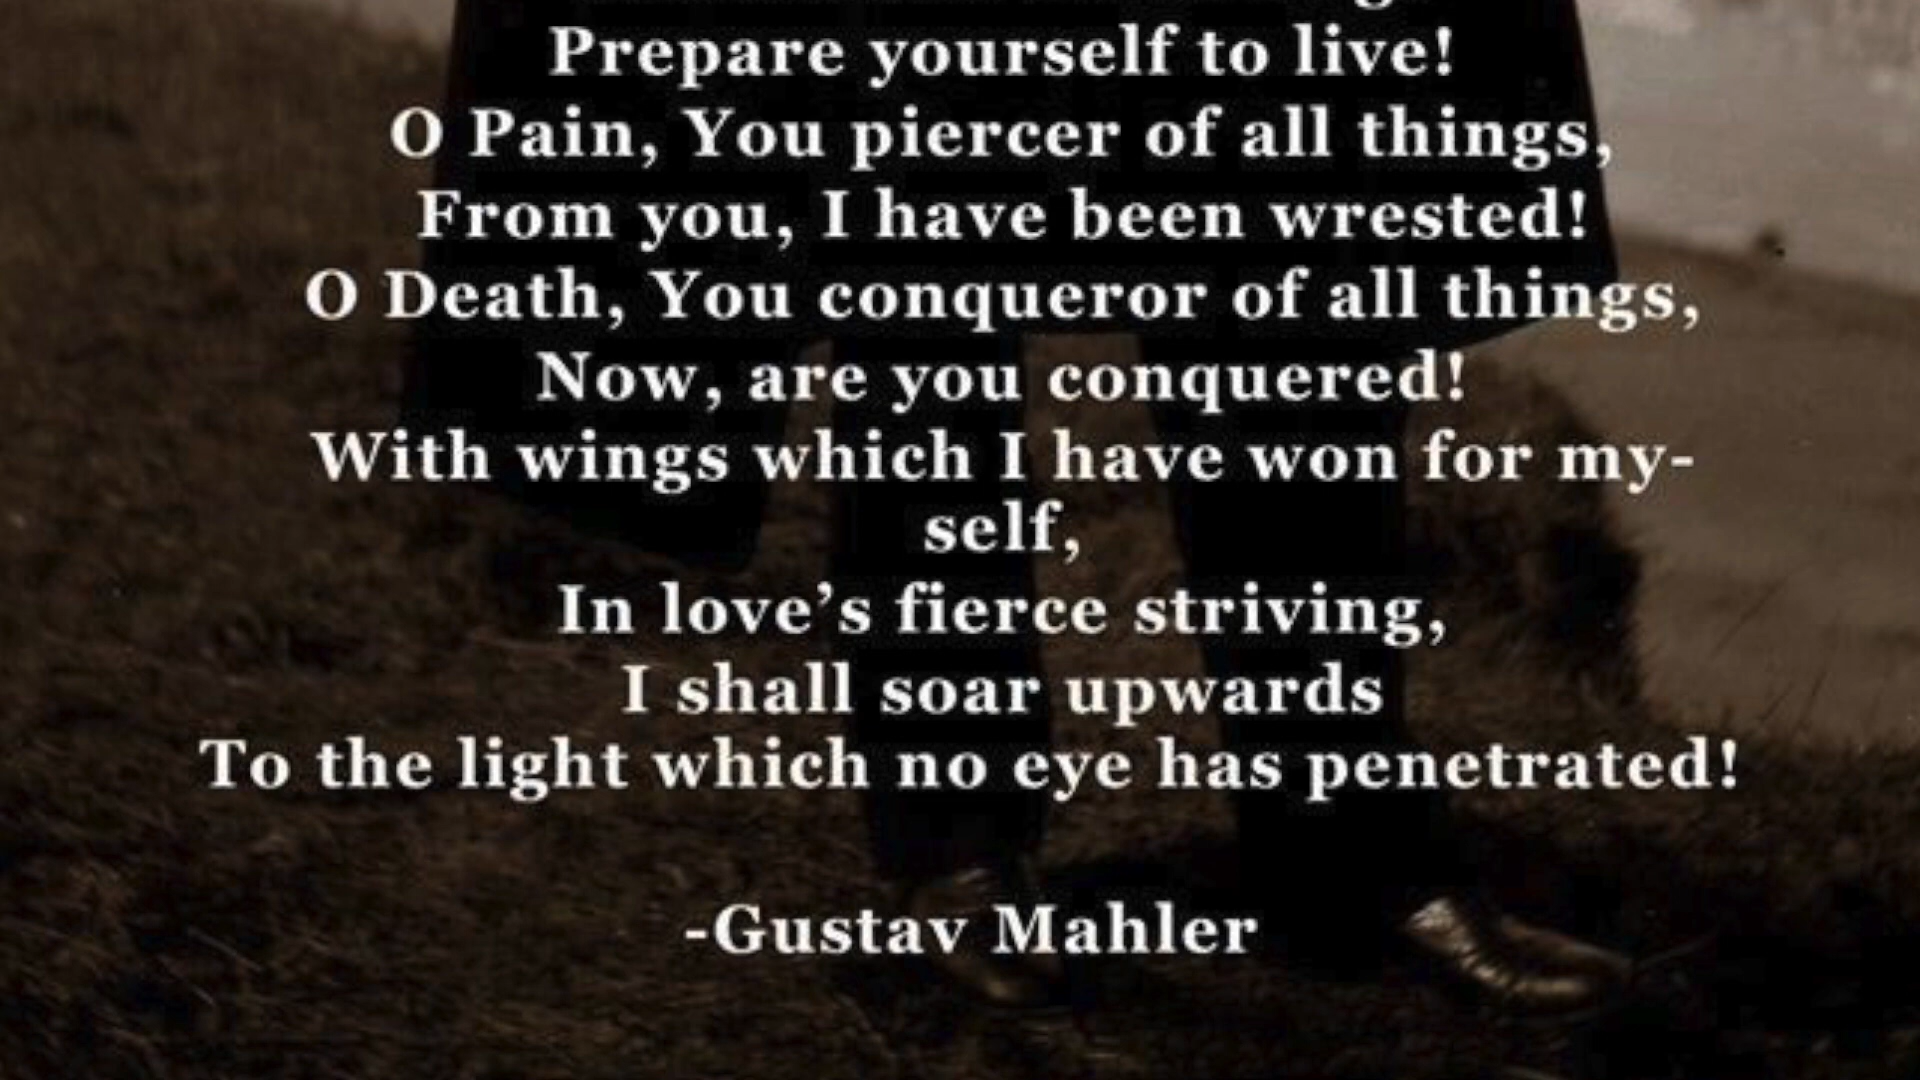 Prepare yourself to live!
O Pain, You piercer of all things,
From you, I have been wrested!
O Death, You conqueror of all things,
Now, are you conquered!
With wings which I have won for my-
self,
In love’s fierce striving,
I shall soar upwards
To the light which no eye has penetrated!
-Gustav Mahler